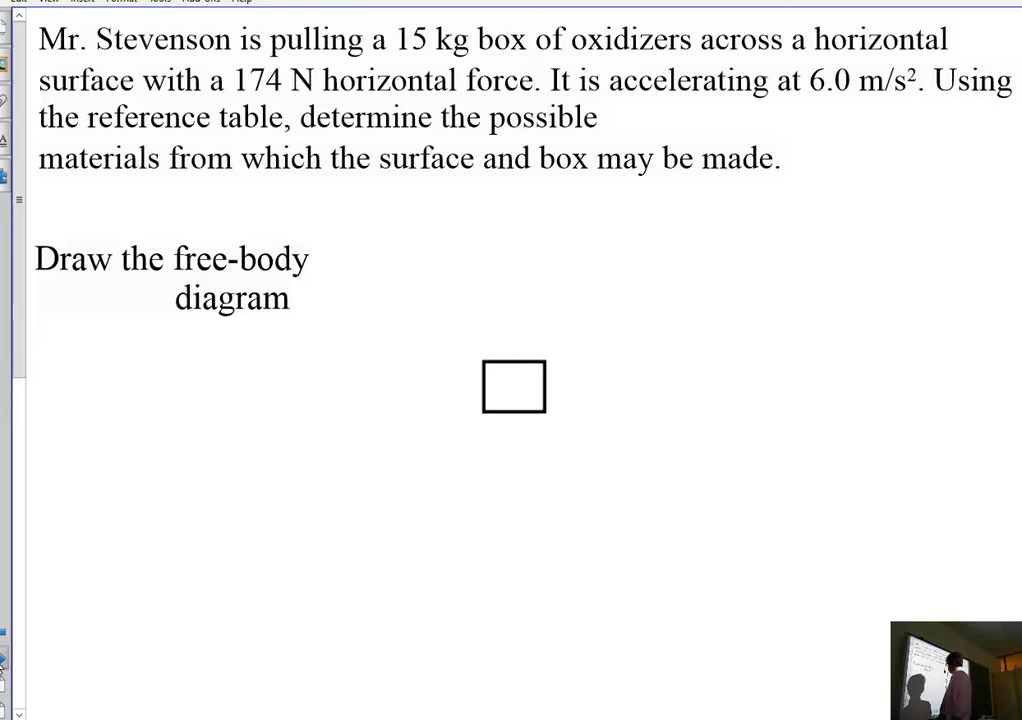 Mr. Stevenson is pulling a 15 kg box of oxidizers across a horizontal
surface with a 174 N horizontal force. It is accelerating at 6.0 m/s². Using
the reference table, determine the possible
materials from which the surface and box may be made.
Draw the free-body
diagram